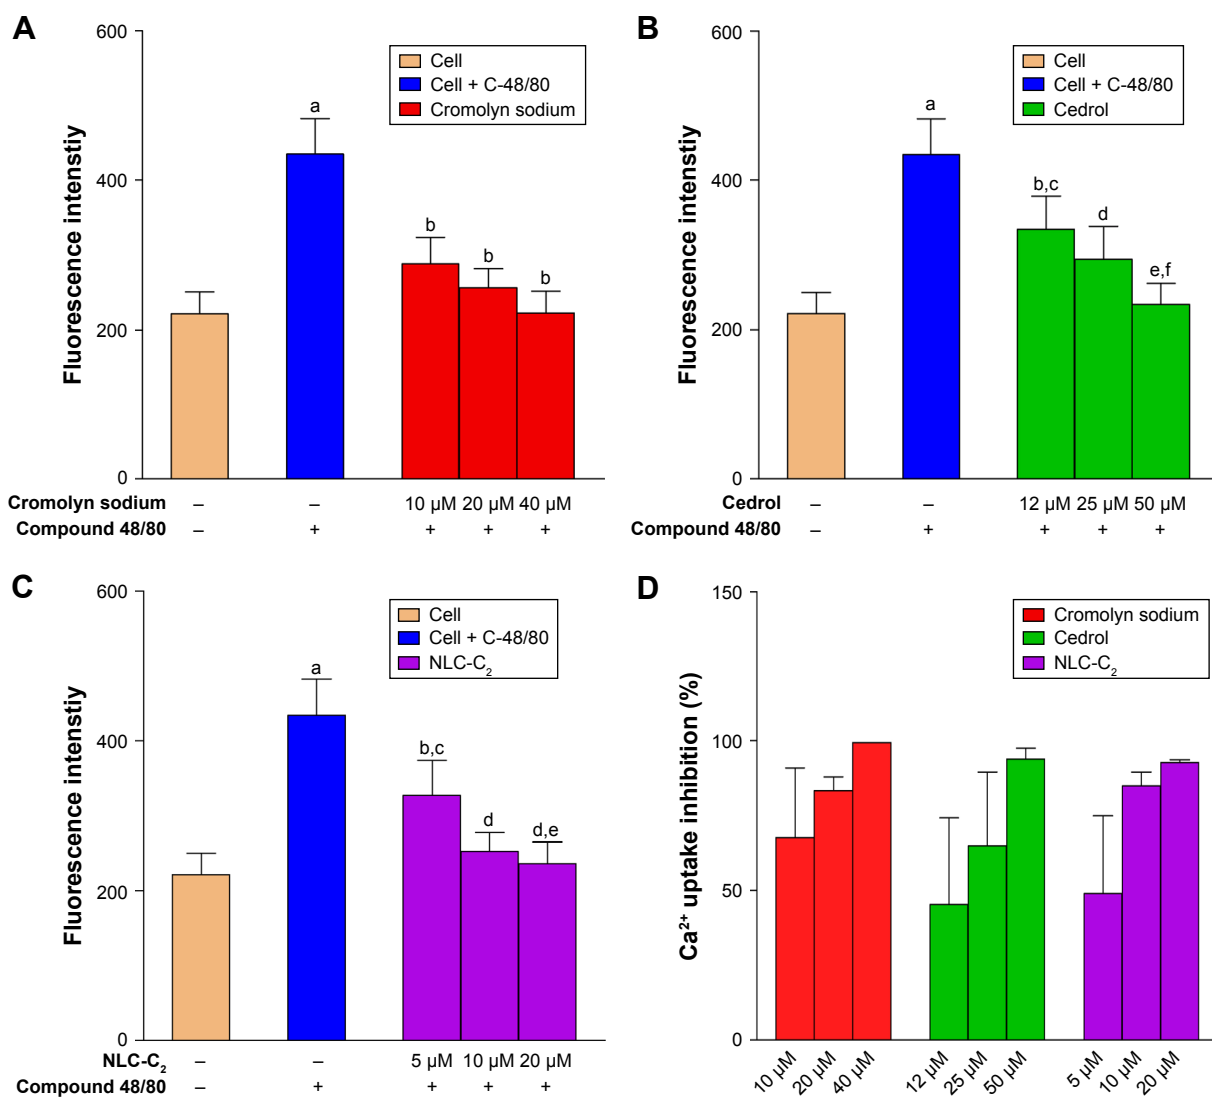 A
600
400
200
0
Fluorescence intenstiy
Cell
Cell + C-48/80
Cromolyn sodium
a
b
b
b
Cromolyn sodium – – 10 µM 20 µM 40 µM
Compound 48/80 – + + + +
B
600
400
200
0
Fluorescence intenstiy
Cell
Cell + C-48/80
Cedrol
a
b,c
d
e,f
Cedrol – – 12 µM 25 µM 50 µM
Compound 48/80 – + + + +
C
600
400
200
0
Fluorescence intenstiy
Cell
Cell + C-48/80
NLC-C₂
a
b,c
d
d,e
NLC-C₂ – – 5 µM 10 µM 20 µM
Compound 48/80 – + + + +
D
150
100
50
0
Ca²⁺ uptake inhibition (%)
Cromolyn sodium
Cedrol
NLC-C₂
10 µM 20 µM 40 µM 12 µM 25 µM 50 µM 5 µM 10 µM 20 µM